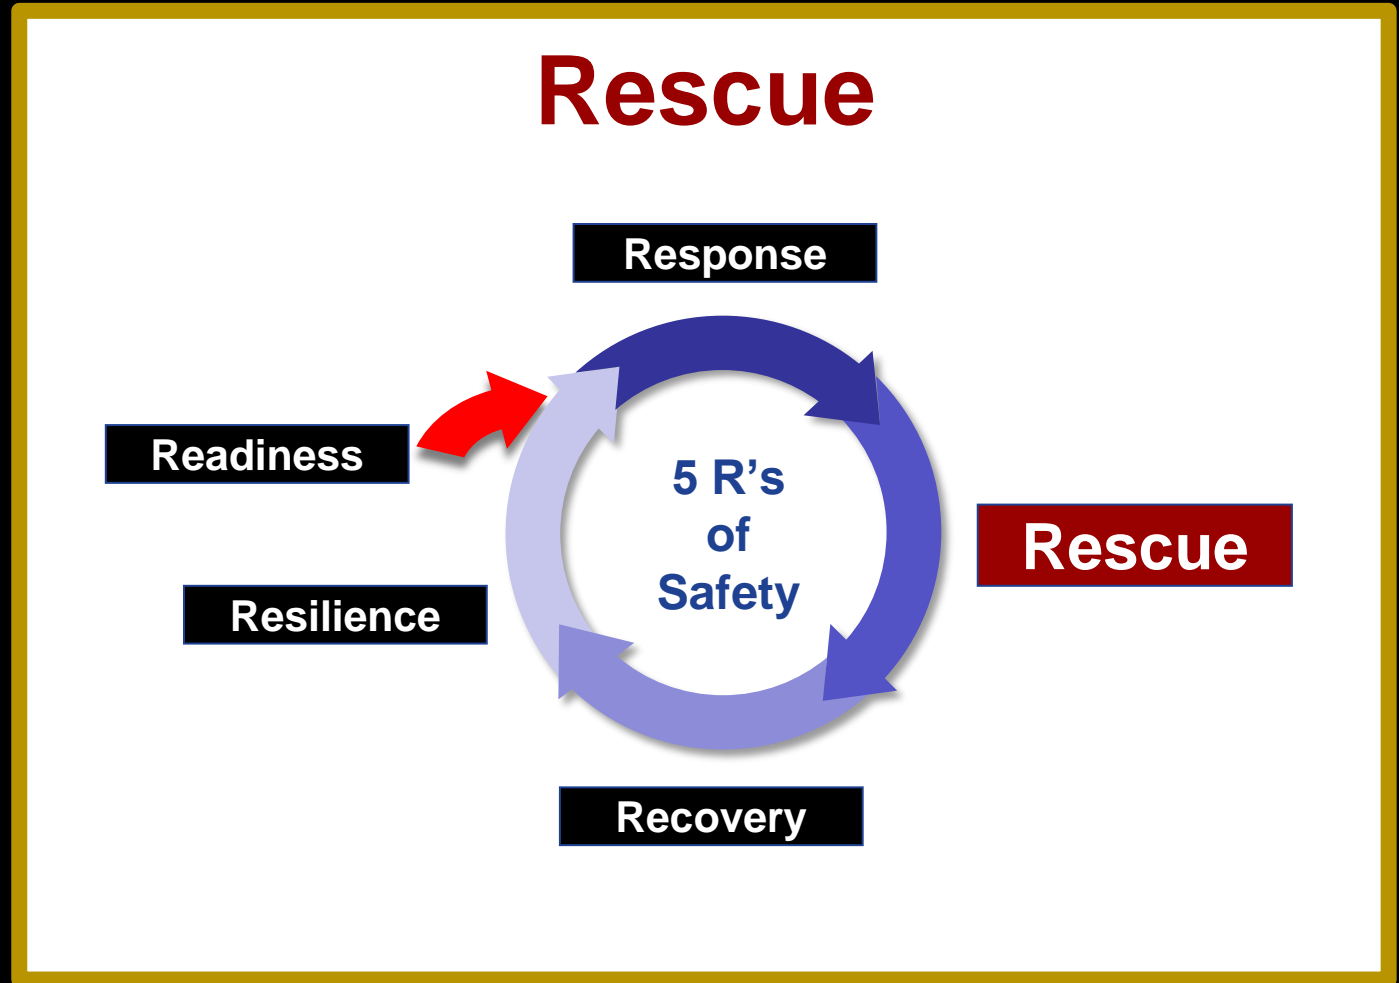 Rescue
Response
Readiness
5 R’s
of
Safety
Rescue
Resilience
Recovery